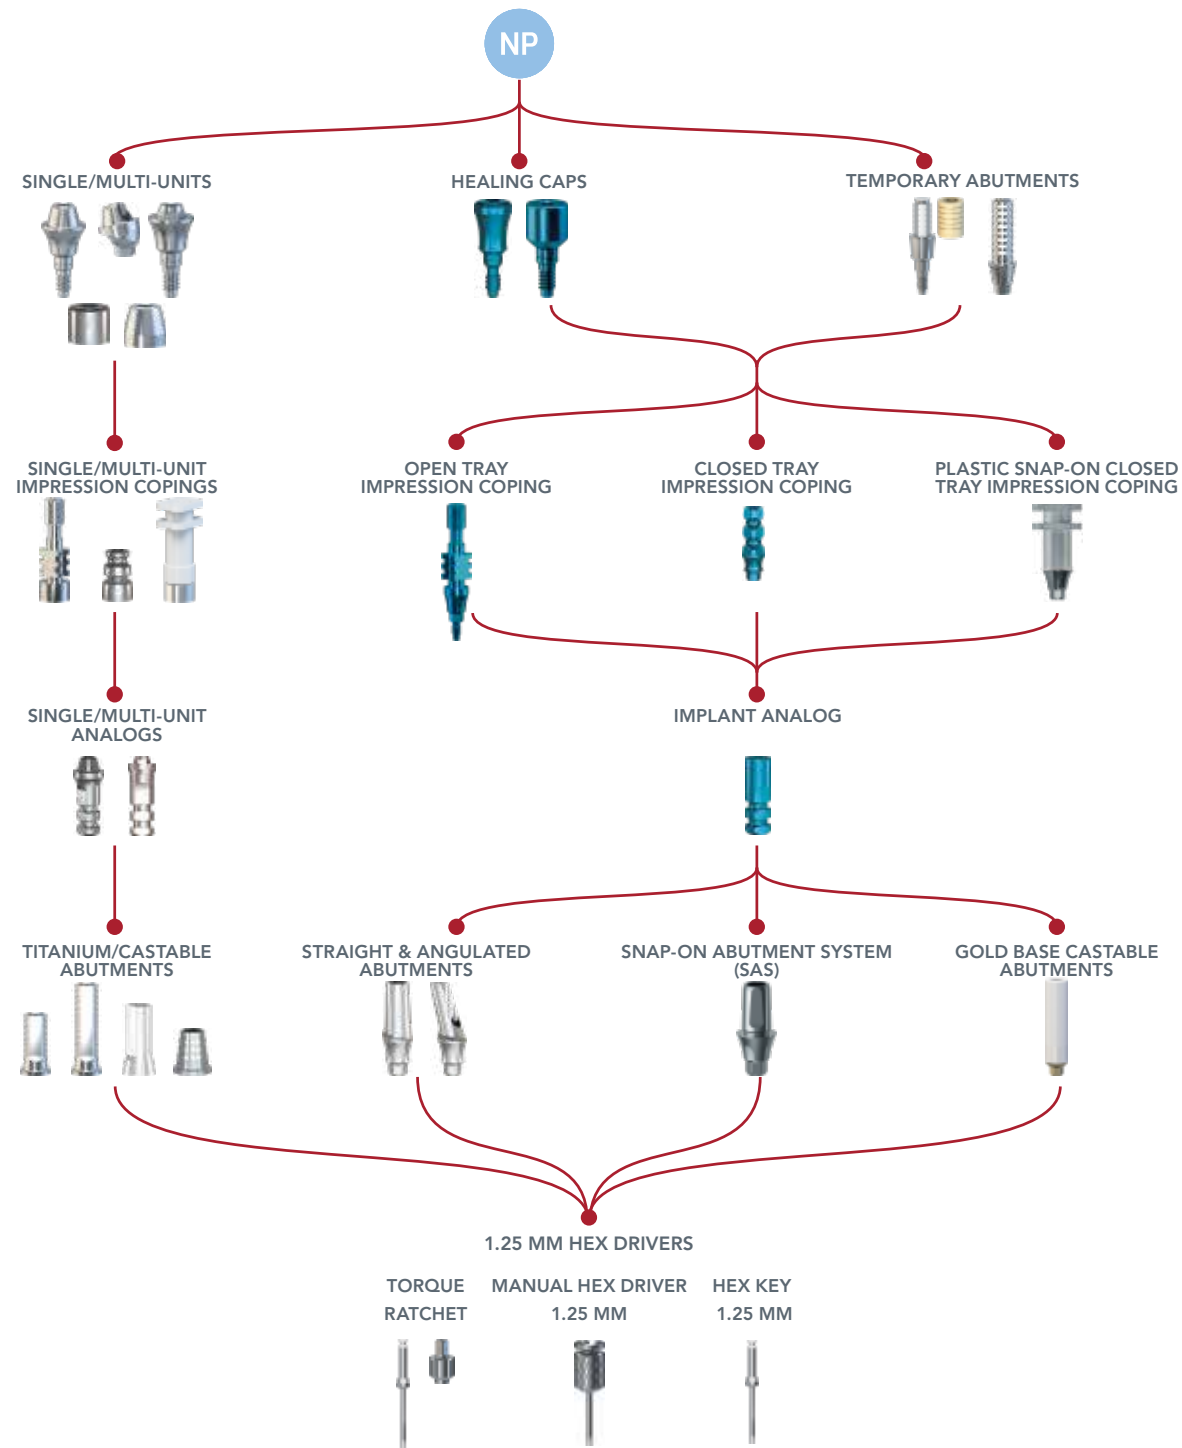 NP
SINGLE/MULTI-UNITS
HEALING CAPS
TEMPORARY ABUTMENTS
SINGLE/MULTI-UNIT
IMPRESSION COPINGS
OPEN TRAY
IMPRESSION COPING
CLOSED TRAY
IMPRESSION COPING
PLASTIC SNAP-ON CLOSED
TRAY IMPRESSION COPING
SINGLE/MULTI-UNIT
ANALOGS
IMPLANT ANALOG
TITANIUM/CASTABLE
ABUTMENTS
STRAIGHT & ANGULATED
ABUTMENTS
SNAP-ON ABUTMENT SYSTEM
(SAS)
GOLD BASE CASTABLE
ABUTMENTS
1.25 MM HEX DRIVERS
TORQUE
RATCHET
MANUAL HEX DRIVER
1.25 MM
HEX KEY
1.25 MM